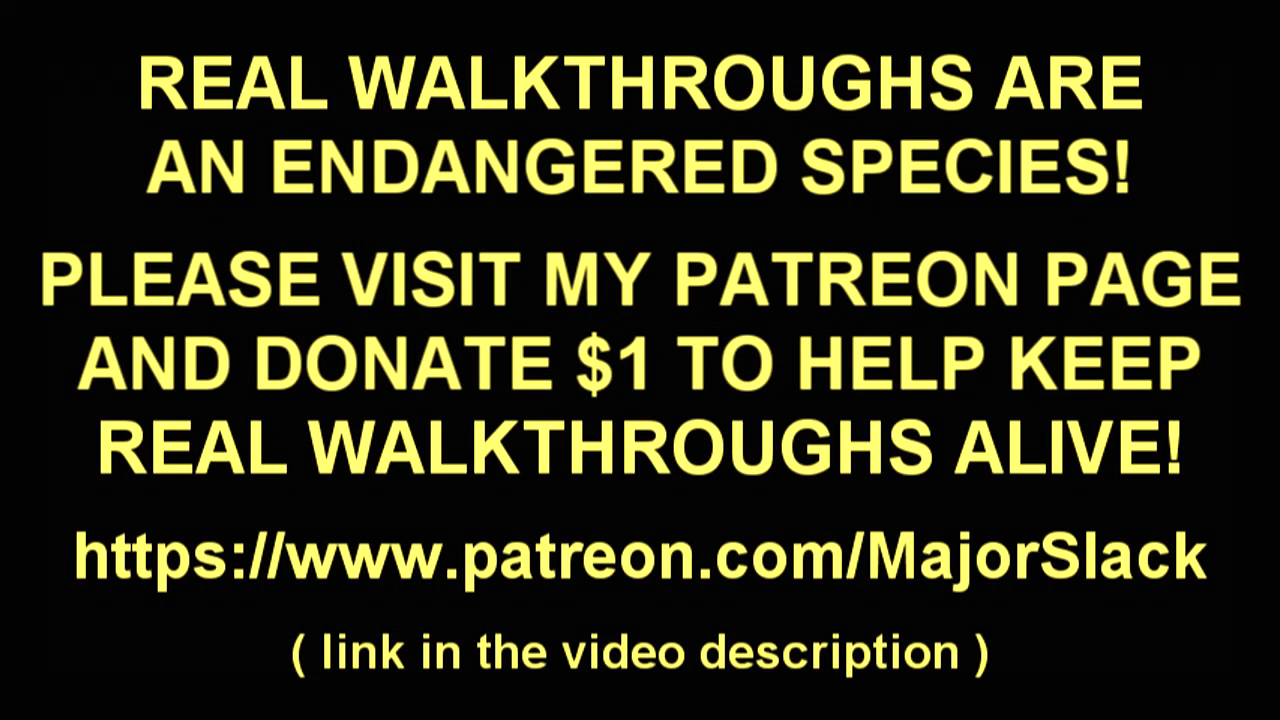 REAL WALKTHROUGHS ARE
AN ENDANGERED SPECIES!
PLEASE VISIT MY PATREON PAGE
AND DONATE $1 TO HELP KEEP
REAL WALKTHROUGHS ALIVE!
https://www.patreon.com/MajorSlack
( link in the video description )